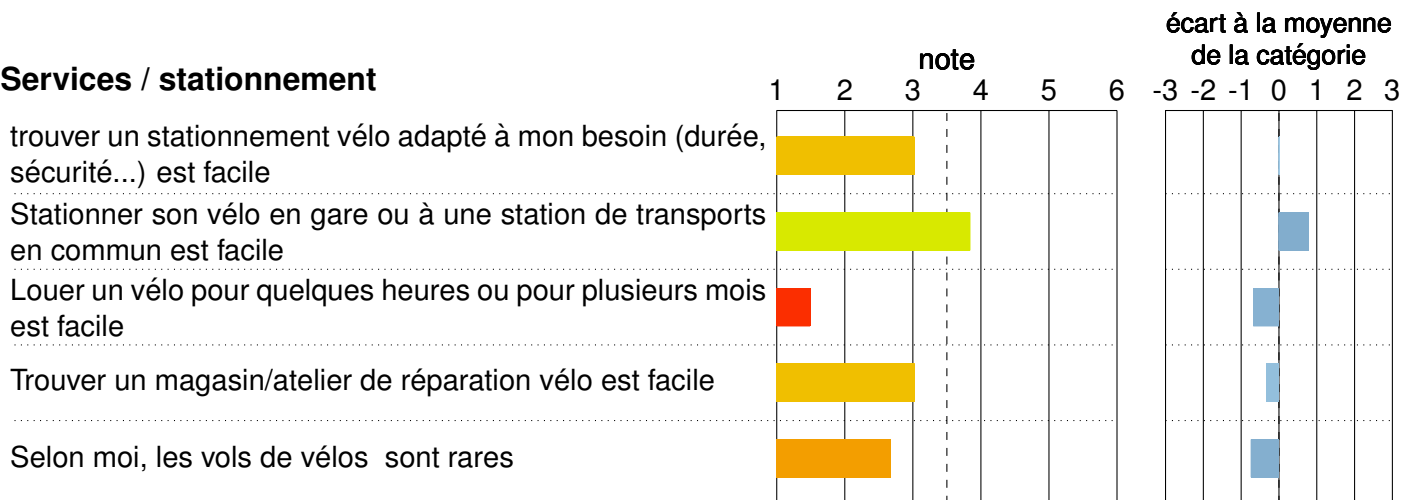 écart à la moyenne
note de la catégorie
Services / stationnement
1 2 3 4 5 6 -3 -2 -1 0 1 2 3
trouver un stationnement vélo adapté à mon besoin (durée,
sécurité...) est facile
Stationner son vélo en gare ou à une station de transports
en commun est facile
Louer un vélo pour quelques heures ou pour plusieurs mois
est facile
Trouver un magasin/atelier de réparation vélo est facile
Selon moi, les vols de vélos sont rares